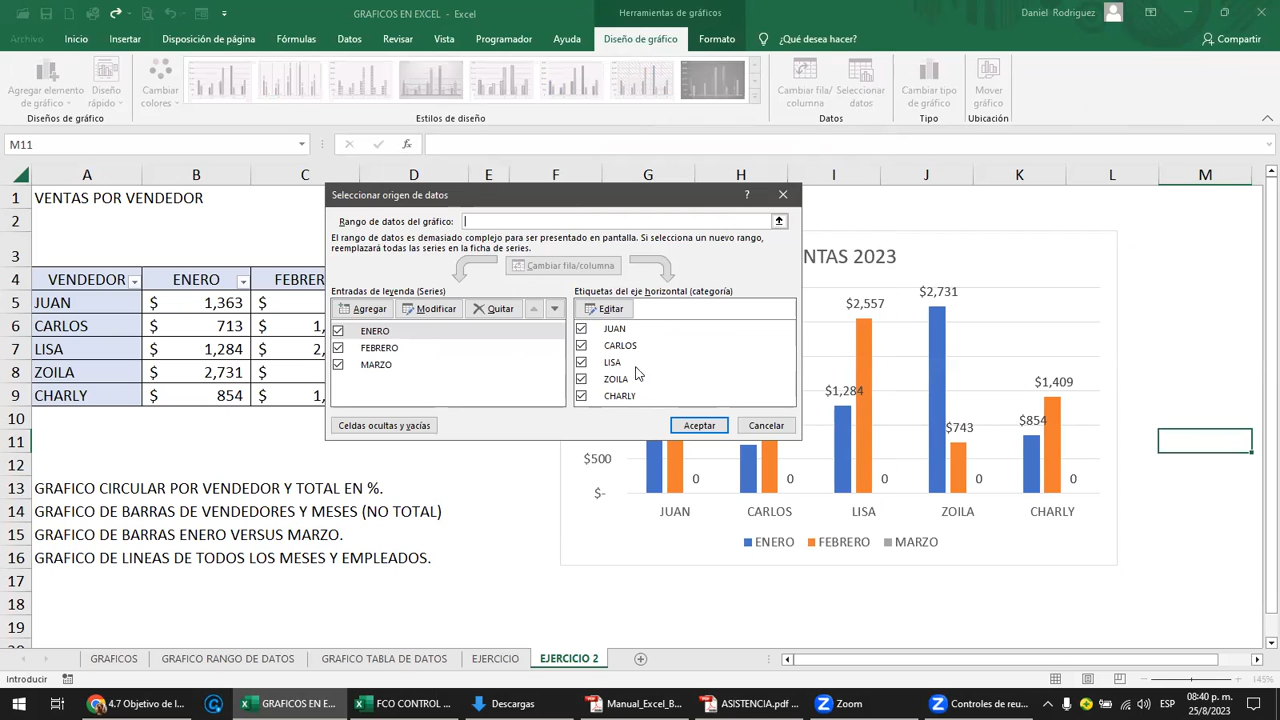 GRAFICOS EN EXCEL - Excel
Herramientas de gráficos
Daniel Rodriguez
Archivo Inicio Insertar Disposición de página Fórmulas Datos Revisar Vista Programador Ayuda Diseño de gráfico Formato ¿Qué desea hacer? Compartir
Agregar elemento de gráfico
Diseño rápido
Cambiar colores
Cambiar fila/columna
Seleccionar datos
Cambiar tipo de gráfico
Mover gráfico
Diseños de gráfico Estilos de diseño Datos Tipo Ubicación
M11 fx
A B C D E F G H I J K L M
1 VENTAS POR VENDEDOR
2
3
4 VENDEDOR ENERO FEBRER
5 JUAN $ 1,363 $
6 CARLOS $ 713 $ 1,
7 LISA $ 1,284 $ 2,
8 ZOILA $ 2,731 $
9 CHARLY $ 854 $ 1,
10
11
12
13 GRAFICO CIRCULAR POR VENDEDOR Y TOTAL EN %.
14 GRAFICO DE BARRAS DE VENDEDORES Y MESES (NO TOTAL)
15 GRAFICO DE BARRAS ENERO VERSUS MARZO.
16 GRAFICO DE LINEAS DE TODOS LOS MESES Y EMPLEADOS.
17
18
19
Seleccionar origen de datos ?
Rango de datos del gráfico:
El rango de datos es demasiado complejo para ser presentado en pantalla. Si selecciona un nuevo rango,
reemplazará todas las series en la ficha de series.
Cambiar fila/columna
Entradas de leyenda (Series)
Agregar Modificar Quitar
ENERO
FEBRERO
MARZO
Etiquetas del eje horizontal (categoría)
Editar
JUAN
CARLOS
LISA
ZOILA
CHARLY
Celdas ocultas y vacías Aceptar Cancelar
NTAS 2023
$2,557 $2,731
$1,284 $1,409
$743 $854
$500 0 0 0 0 0
$-
JUAN CARLOS LISA ZOILA CHARLY
ENERO FEBRERO MARZO
GRAFICOS GRAFICO RANGO DE DATOS GRAFICO TABLA DE DATOS EJERCICIO EJERCICIO 2
Introducir 145%
4.7 Objetivo de l... GRAFICOS EN EXC... FCO CONTROL ... Descargas Manual_Excel_B... ASISTENCIA.pdf ... Zoom Controles de reu... ESP 08:40 p. m.
25/8/2023